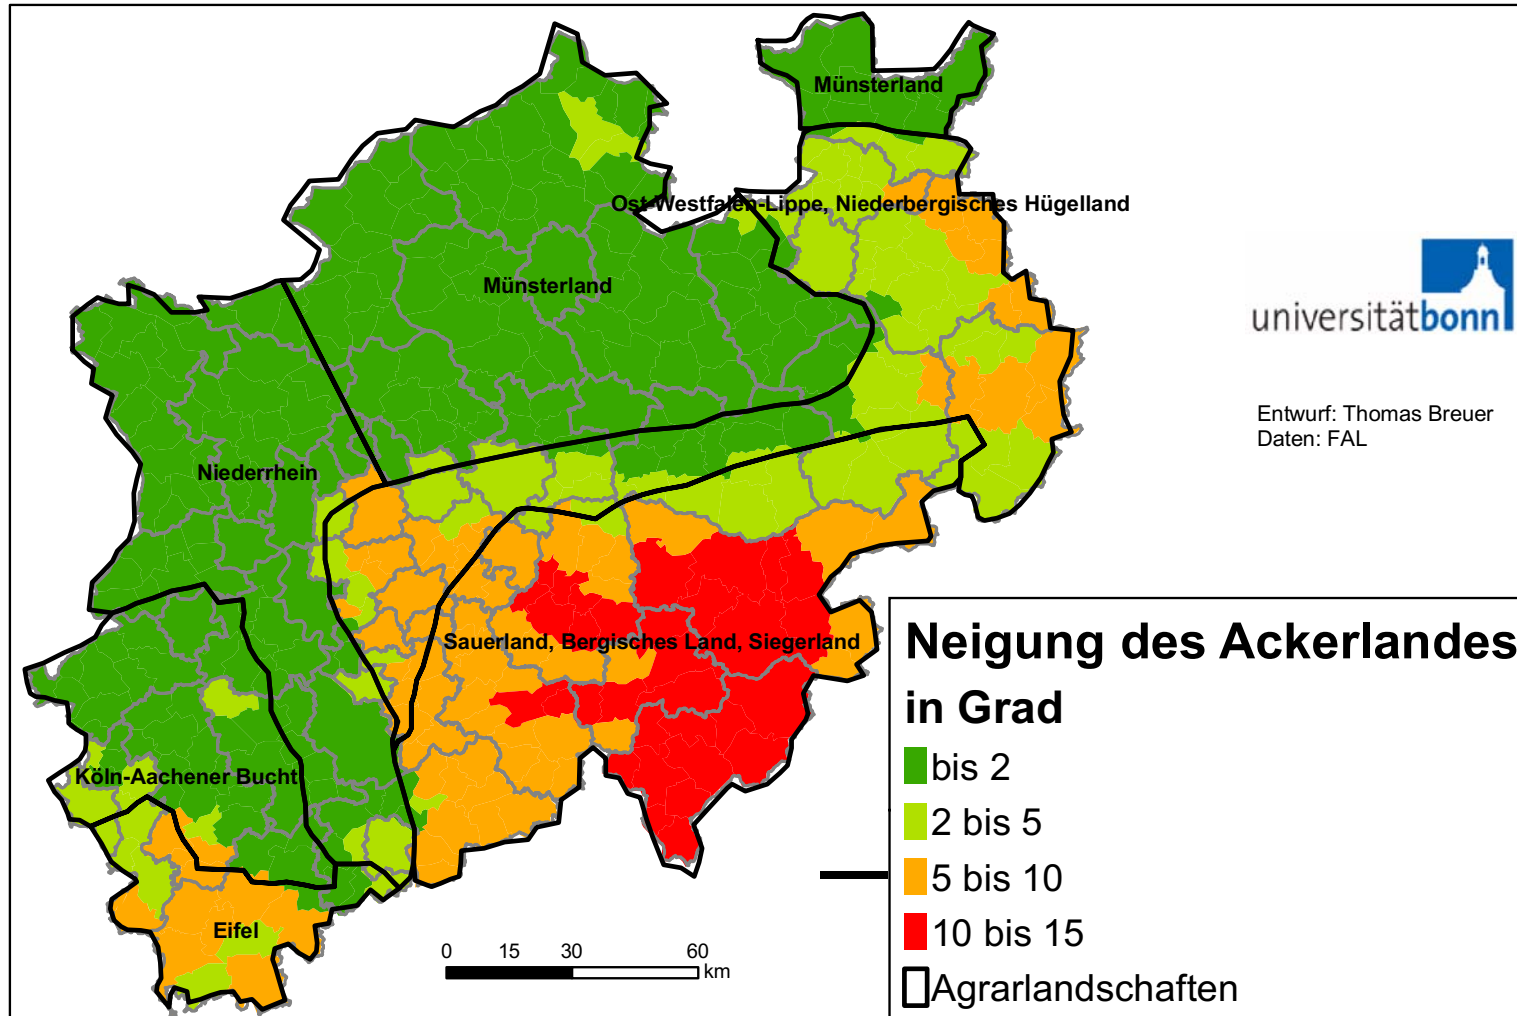 Münsterland
Ost-Westfalen-Lippe, Niederbergisches Hügelland
Münsterland
Niederrhein
Sauerland, Bergisches Land, Siegerland
Köln-Aachener Bucht
Eifel
0 15 30 60
km
universitätbonn
Entwurf: Thomas Breuer
Daten: FAL
Neigung des Ackerlandes
in Grad
bis 2
2 bis 5
5 bis 10
10 bis 15
Agrarlandschaften